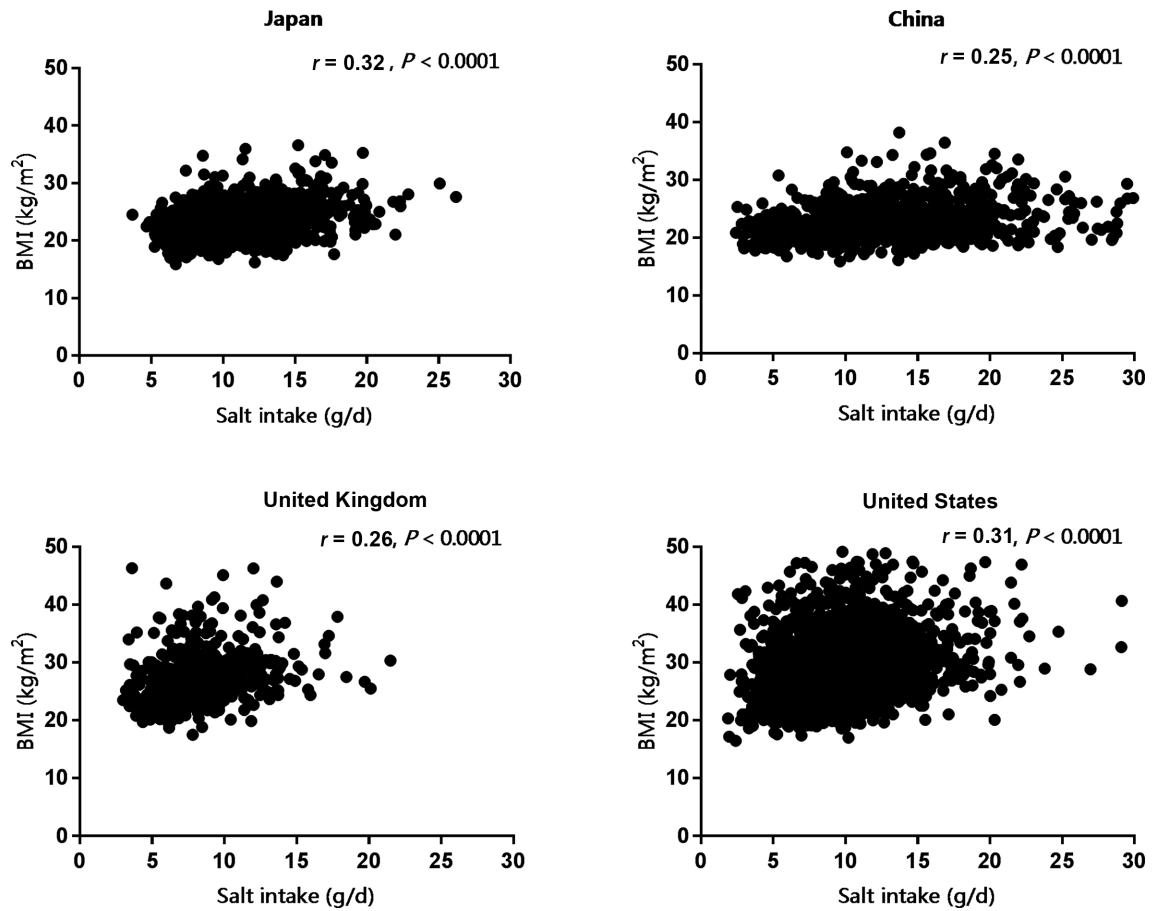 Japan
r = 0.32 , P < 0.0001
50
40
30
20
10
0
BMI (kg/m²)
0 5 10 15 20 25 30
Salt intake (g/d)
China
r = 0.25, P < 0.0001
50
40
30
20
10
0
BMI (kg/m²)
0 5 10 15 20 25 30
Salt intake (g/d)
United Kingdom
r = 0.26, P < 0.0001
50
40
30
20
10
0
BMI (kg/m²)
0 5 10 15 20 25 30
Salt intake (g/d)
United States
r = 0.31, P < 0.0001
50
40
30
20
10
0
BMI (kg/m²)
0 5 10 15 20 25 30
Salt intake (g/d)